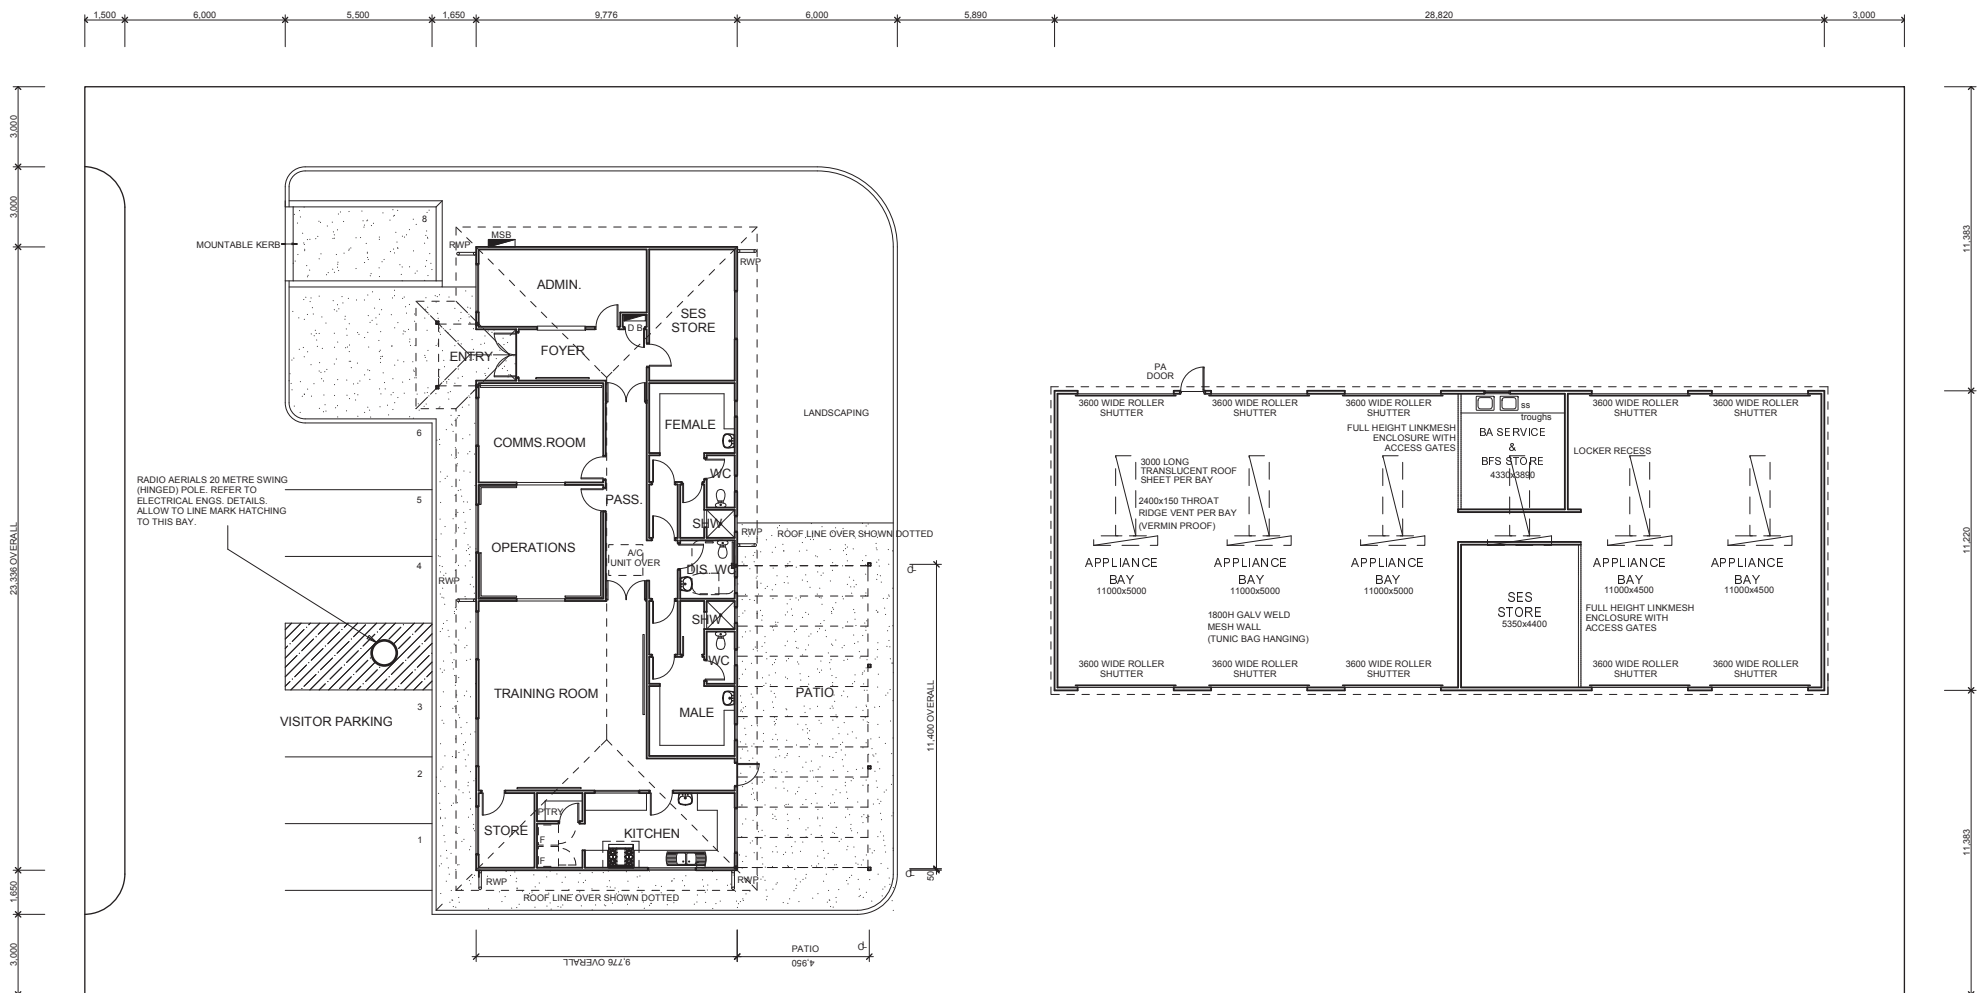 1,500
6,000
5,500
1,650
9,776
6,000
5,890
28,820
3,000
3,000
3,000
23,336 OVERALL
1,650
3,000
11,383
11,220
11,383
8
MOUNTABLE KERB
RWP
MSB
RWP
ADMIN.
SES
STORE
D B
ENTRY
FOYER
LANDSCAPING
6
COMMS.ROOM
FEMALE
WC
RADIO AERIALS 20 METRE SWING
(HINGED) POLE. REFER TO
ELECTRICAL ENGS. DETAILS.
ALLOW TO LINE MARK HATCHING
TO THIS BAY.
5
PASS.
SHW
RWP
ROOF LINE OVER SHOWN DOTTED
OPERATIONS
A/C
UNIT OVER
DIS. WC
4
RWP
SHW
WC
TRAINING ROOM
MALE
PATIO
11,400 OVERALL
3
VISITOR PARKING
2
1
P'TRY
STORE
F
F
KITCHEN
RWP
RWP
50
ROOF LINE OVER SHOWN DOTTED
9,776 OVERALL
PATIO
4,950
CL
CL
CL
PA
DOOR
3600 WIDE ROLLER
SHUTTER
3600 WIDE ROLLER
SHUTTER
3600 WIDE ROLLER
SHUTTER
ss
troughs
3600 WIDE ROLLER
SHUTTER
3600 WIDE ROLLER
SHUTTER
FULL HEIGHT LINKMESH
ENCLOSURE WITH
ACCESS GATES
BA SERVICE
&
BFS STORE
4330x3890
LOCKER RECESS
3000 LONG
TRANSLUCENT ROOF
SHEET PER BAY
2400x150 THROAT
RIDGE VENT PER BAY
(VERMIN PROOF)
APPLIANCE
BAY
11000x5000
APPLIANCE
BAY
11000x5000
APPLIANCE
BAY
11000x5000
APPLIANCE
BAY
11000x4500
APPLIANCE
BAY
11000x4500
SES
STORE
5350x4400
FULL HEIGHT LINKMESH
ENCLOSURE WITH
ACCESS GATES
1800H GALV WELD
MESH WALL
(TUNIC BAG HANGING)
3600 WIDE ROLLER
SHUTTER
3600 WIDE ROLLER
SHUTTER
3600 WIDE ROLLER
SHUTTER
3600 WIDE ROLLER
SHUTTER
3600 WIDE ROLLER
SHUTTER